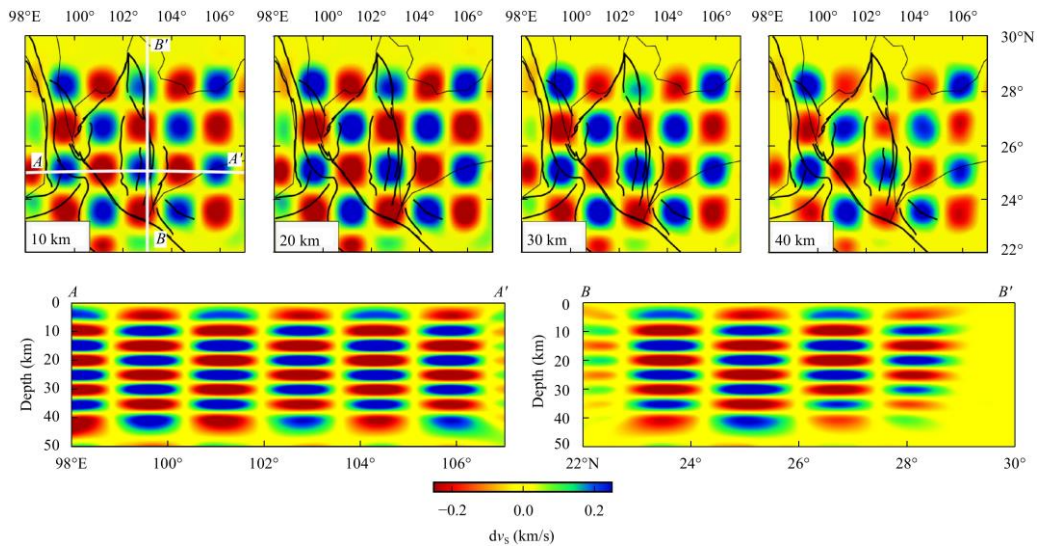 98°E 100° 102° 104° 106° 98° 100° 102° 104° 106° 98° 100° 102° 104° 106° 98° 100° 102° 104° 106°
30°N
28°
26°
24°
22°
B'
A A'
B
10 km
20 km
30 km
40 km
A A'
0
10
20
30
40
50
Depth (km)
98°E 100° 102° 104° 106°
B B'
0
10
20
30
40
50
Depth (km)
22°N 24° 26° 28° 30°
−0.2 0.0 0.2
dvs (km/s)